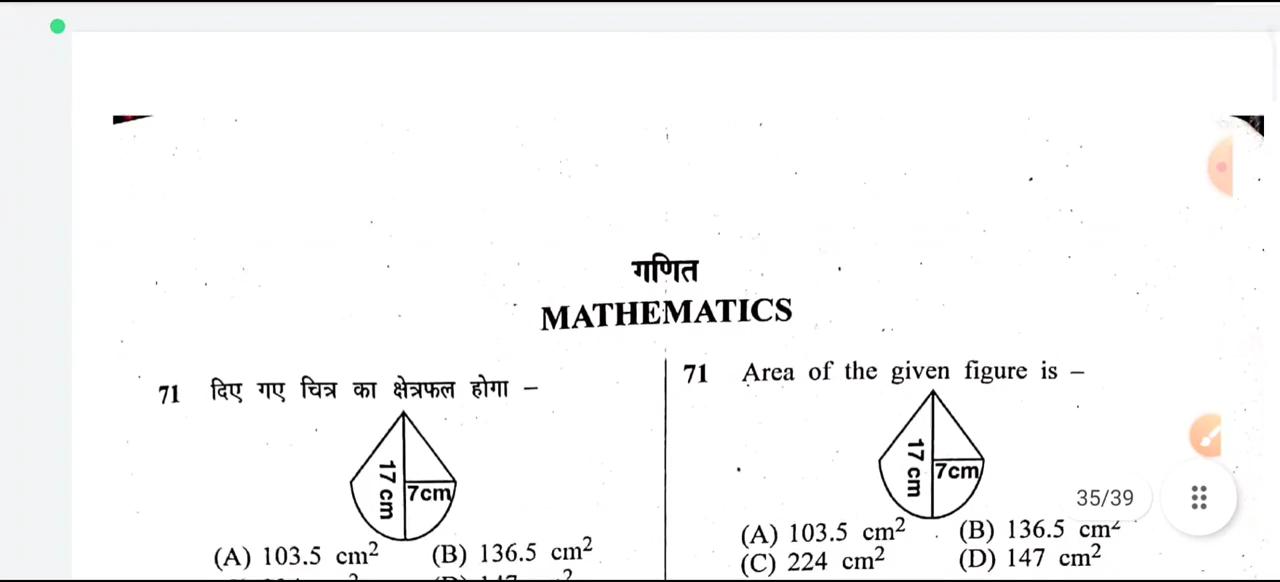 गणित
MATHEMATICS
71 दिए गए चित्र का क्षेत्रफल होगा –
17 cm
7cm
(A) 103.5 cm² (B) 136.5 cm²
71 Area of the given figure is –
17 cm
7cm
(A) 103.5 cm² (B) 136.5 cm²
(C) 224 cm² (D) 147 cm²
35/39